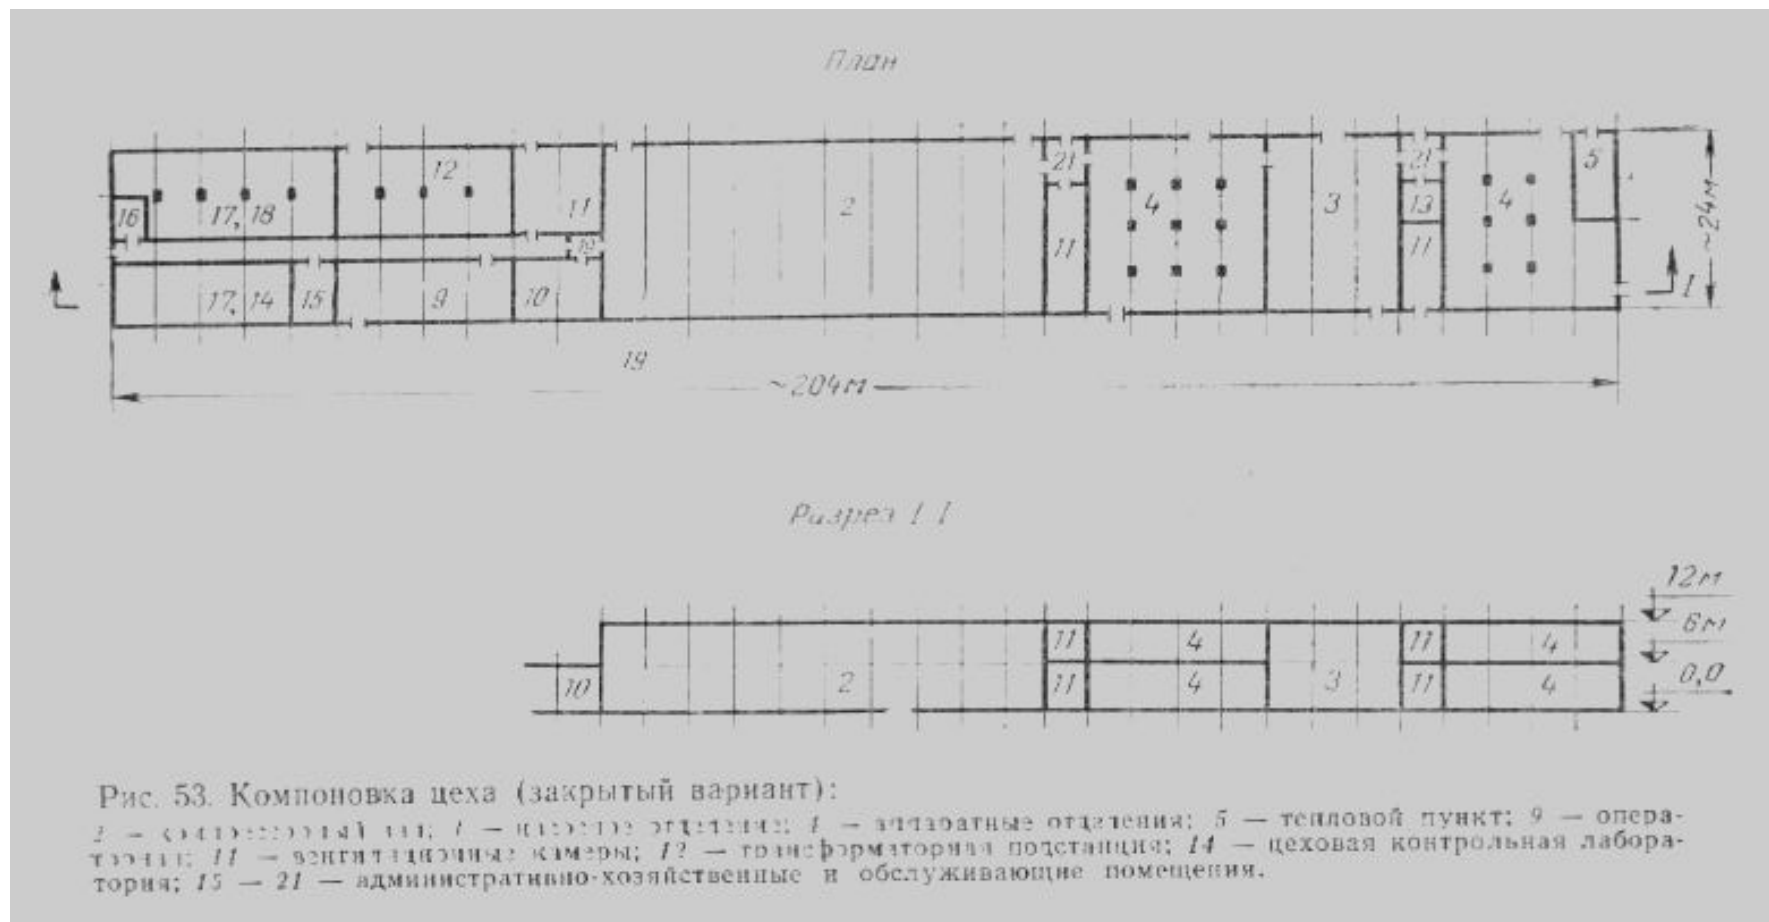 План
12
21
21
5
16
17, 18
11
2
4
3
13
4
~24м
19
11
11
17, 14
15
9
10
I
19
~204м
Разрез I I
12м
6м
0,0
11
4
11
4
10
2
11
4
3
11
4
Рис. 53. Компоновка цеха (закрытый вариант):
отделение; — аппаратные отделения; 5 — тепловой пункт; 9 — опера-
11 — вентиляционные камеры; 12 — трансформаторная подстанция; 14 — цеховая контрольная лабора-
тория; 15 — 21 — административно-хозяйственные и обслуживающие помещения.